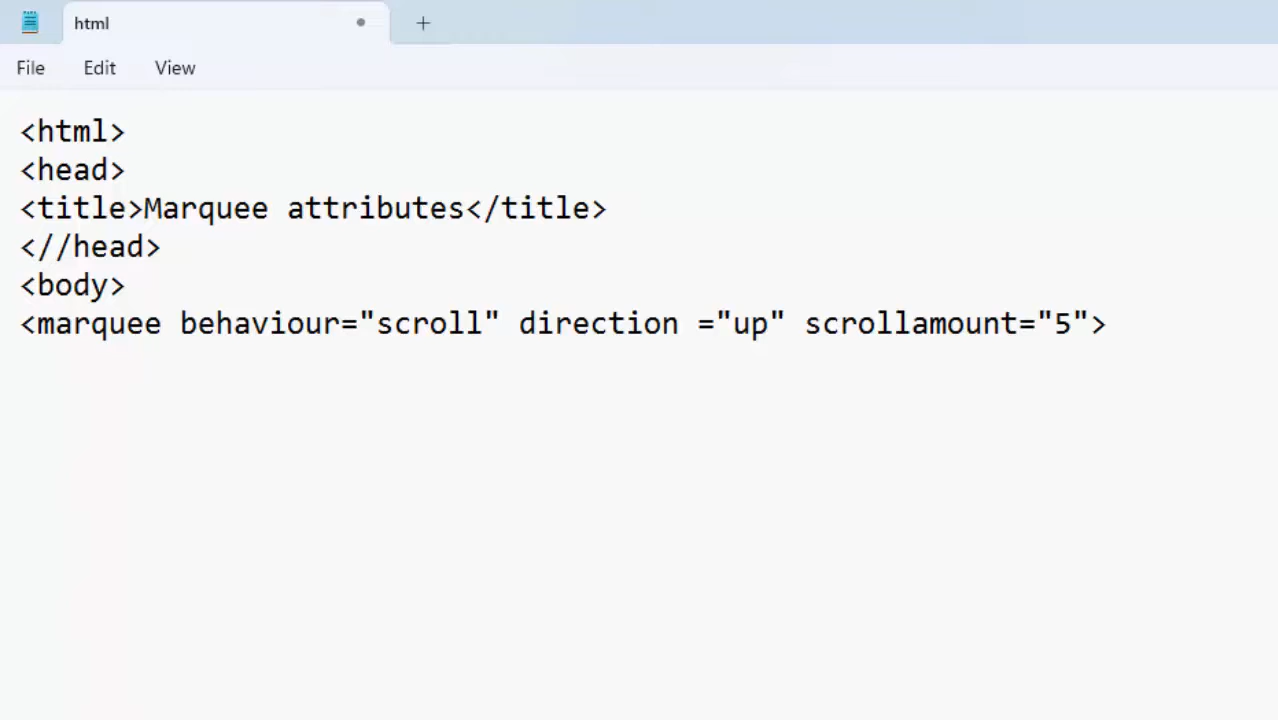 html
File Edit View
<html>
<head>
<title>Marquee attributes</title>
<//head>
<body>
<marquee behaviour="scroll" direction ="up" scrollamount="5">